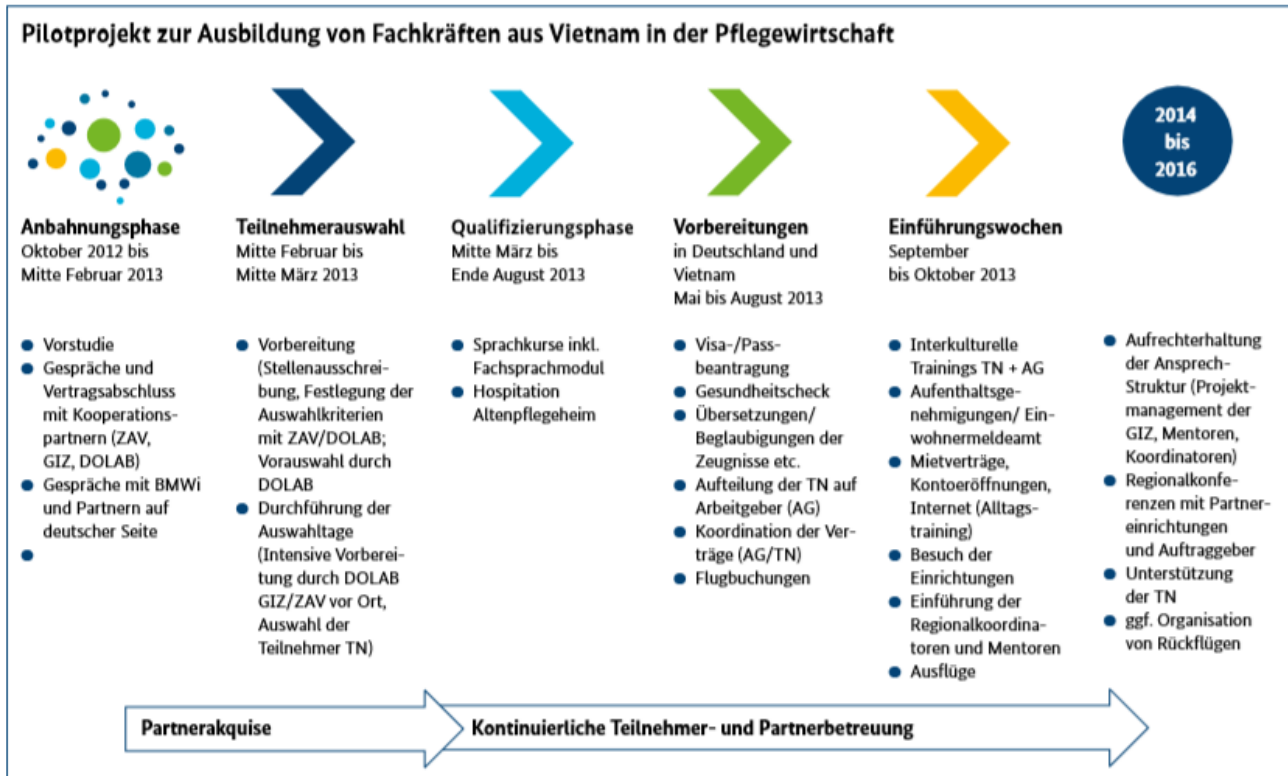 Pilotprojekt zur Ausbildung von Fachkräften aus Vietnam in der Pflegewirtschaft
Anbahnungsphase
Oktober 2012 bis
Mitte Februar 2013
● Vorstudie
● Gespräche und
Vertragsabschluss
mit Kooperations-
partnern (ZAV,
GIZ, DOLAB)
● Gespräche mit BMWi
und Partnern auf
deutscher Seite
●
Teilnehmerauswahl
Mitte Februar bis
Mitte März 2013
● Vorbereitung
(Stellenausschrei-
bung, Festlegung der
Auswahlkriterien
mit ZAV/DOLAB;
Vorauswahl durch
DOLAB
● Durchführung der
Auswahltage
(Intensive Vorberei-
tung durch DOLAB
GIZ/ZAV vor Ort,
Auswahl der
Teilnehmer TN)
Qualifizierungsphase
Mitte März bis
Ende August 2013
● Sprachkurse inkl.
Fachsprachmodul
● Hospitation
Altenpflegeheim
Vorbereitungen
in Deutschland und
Vietnam
Mai bis August 2013
● Visa-/Pass-
beantragung
● Gesundheitscheck
● Übersetzungen/
Beglaubigungen der
Zeugnisse etc.
● Aufteilung der TN auf
Arbeitgeber (AG)
● Koordination der Ver-
träge (AG/TN)
● Flugbuchungen
Einführungswochen
September
bis Oktober 2013
● Interkulturelle
Trainings TN + AG
● Aufenthaltsge-
nehmigungen/ Ein-
wohnermeldeamt
● Mietverträge,
Kontoeröffnungen,
Internet (Alltags-
training)
● Besuch der
Einrichtungen
● Einführung der
Regionalkoordina-
toren und Mentoren
● Ausflüge
2014
bis
2016
● Aufrechterhaltung
der Ansprech-
Struktur (Projekt-
management der
GIZ, Mentoren,
Koordinatoren)
● Regionalkonfe-
renzen mit Partner-
einrichtungen
und Auftraggeber
● Unterstützung
der TN
● ggf. Organisation
von Rückflügen
Partnerakquise
Kontinuierliche Teilnehmer- und Partnerbetreuung